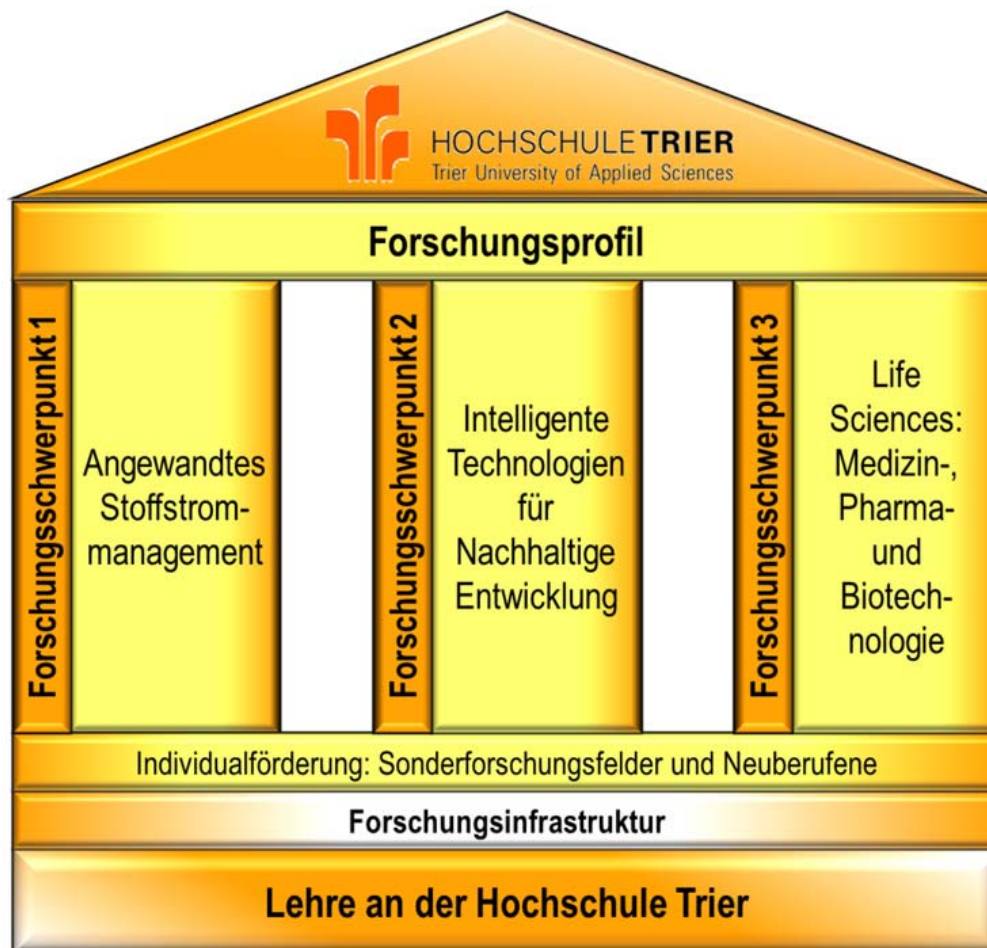 HOCHSCHULE TRIER
Trier University of Applied Sciences
Forschungsprofil
Forschungsschwerpunkt 1
Angewandtes
Stoffstrom-
management
Forschungsschwerpunkt 2
Intelligente
Technologien
für
Nachhaltige
Entwicklung
Forschungsschwerpunkt 3
Life
Sciences:
Medizin-,
Pharma-
und
Biotech-
nologie
Individualförderung: Sonderforschungsfelder und Neuberufene
Forschungsinfrastruktur
Lehre an der Hochschule Trier